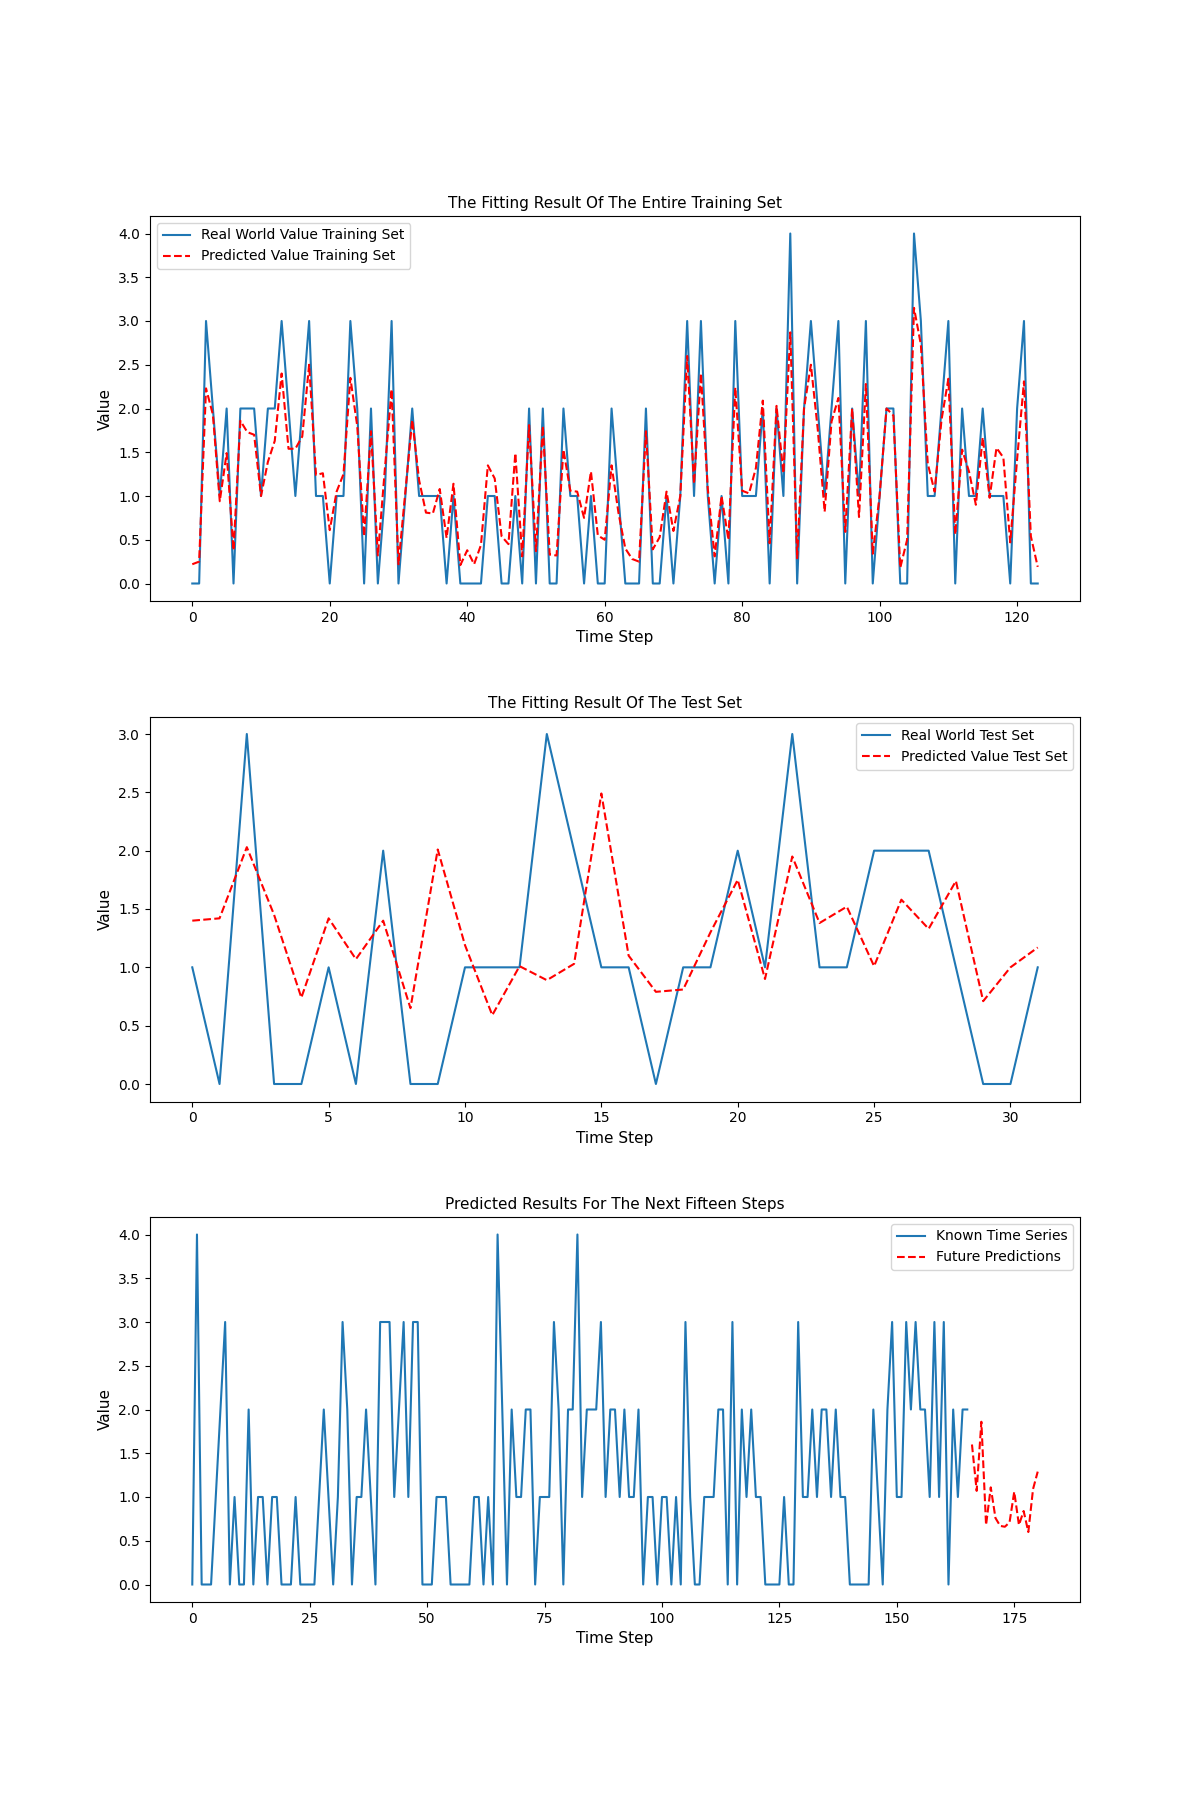 The Fitting Result Of The Entire Training Set
Real World Value Training Set
Predicted Value Training Set
Value
4.0
3.5
3.0
2.5
2.0
1.5
1.0
0.5
0.0
0 20 40 60 80 100 120
Time Step
The Fitting Result Of The Test Set
Real World Test Set
Predicted Value Test Set
Value
3.0
2.5
2.0
1.5
1.0
0.5
0.0
0 5 10 15 20 25 30
Time Step
Predicted Results For The Next Fifteen Steps
Known Time Series
Future Predictions
Value
4.0
3.5
3.0
2.5
2.0
1.5
1.0
0.5
0.0
0 25 50 75 100 125 150 175
Time Step